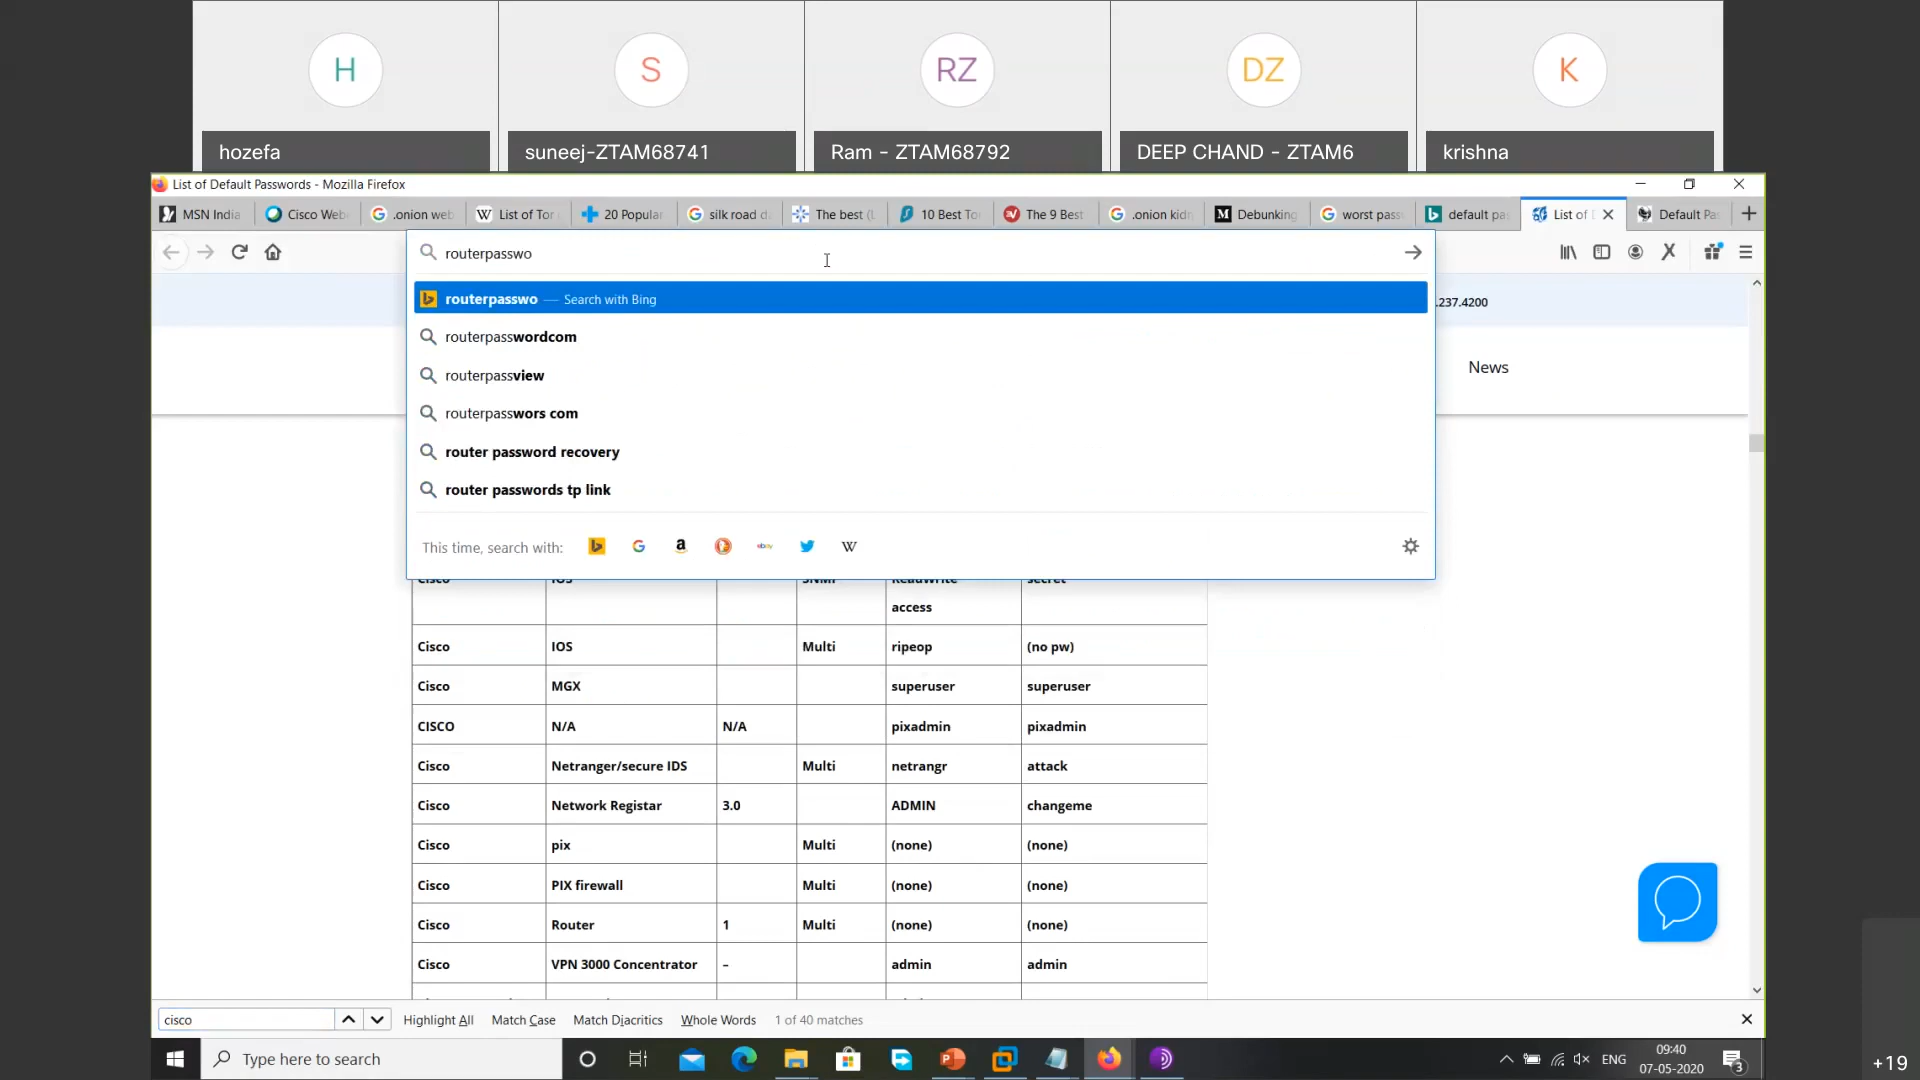 H
S
RZ
DZ
K
hozefa
suneej-ZTAM68741
Ram - ZTAM68792
DEEP CHAND - ZTAM6
krishna
List of Default Passwords - Mozilla Firefox
MSN India
Cisco Web
.onion web
List of Tor
20 Popular
silk road d
The best (
10 Best To
The 9 Best
.onion kidn
Debunking
worst pass
default pa
List of D
Default Pa
routerpasswo
routerpasswo — Search with Bing
routerpasswordcom
routerpassview
routerpasswors com
router password recovery
router passwords tp link
This time, search with:
.237.4200
News
access
Cisco IOS Multi ripeop (no pw)
Cisco MGX superuser superuser
CISCO N/A N/A pixadmin pixadmin
Cisco Netranger/secure IDS Multi netrangr attack
Cisco Network Registar 3.0 ADMIN changeme
Cisco pix Multi (none) (none)
Cisco PIX firewall Multi (none) (none)
Cisco Router 1 Multi (none) (none)
Cisco VPN 3000 Concentrator – admin admin
cisco Highlight All Match Case Match Diacritics Whole Words 1 of 40 matches
Type here to search
ENG
09:40
07-05-2020
3
+19